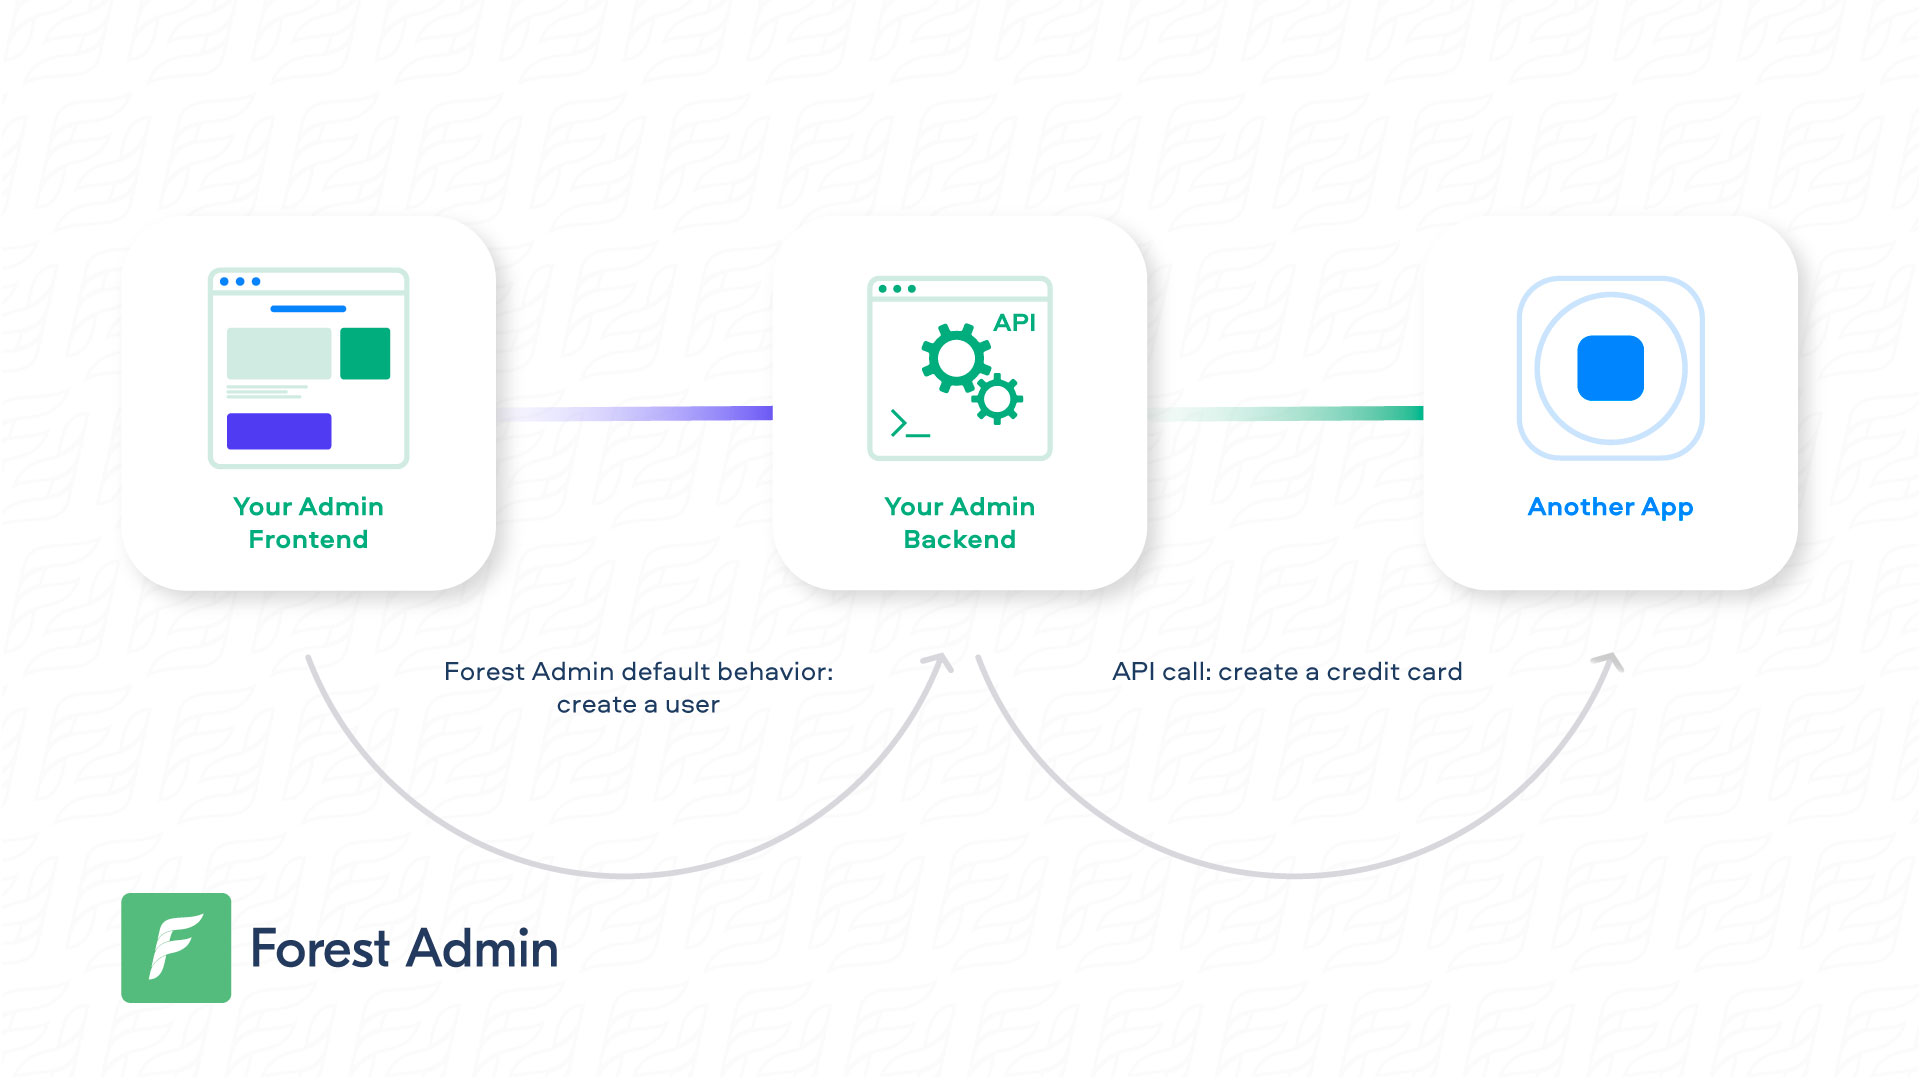 API
Your Admin
Frontend
Your Admin
Backend
Another App
Forest Admin default behavior:
create a user
API call: create a credit card
Forest Admin